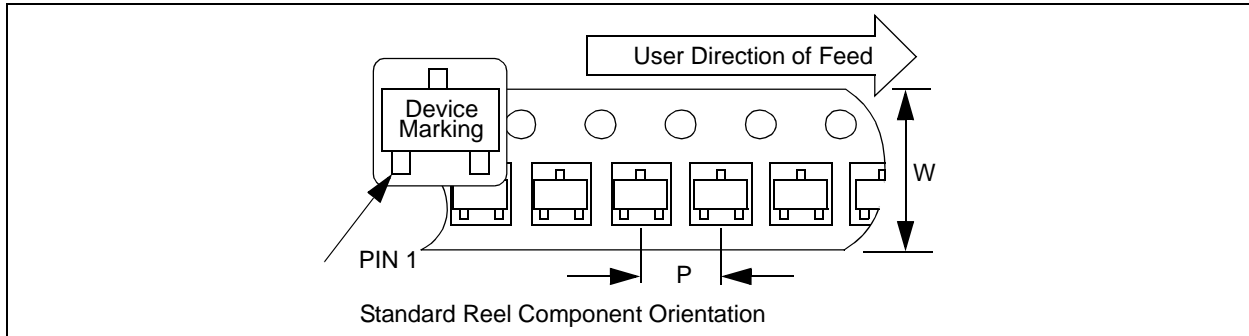 User Direction of Feed
Device
Marking
W
PIN 1
P
Standard Reel Component Orientation